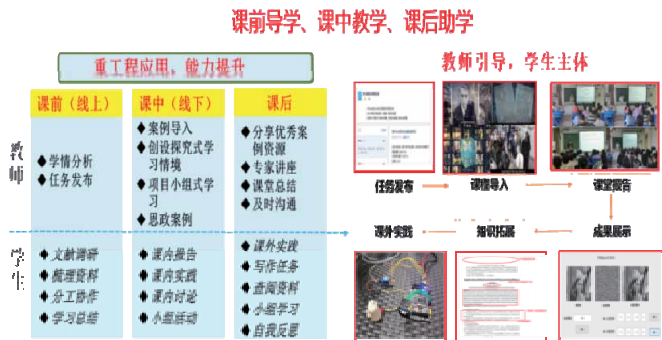 课前导学、课中教学、课后助学
重工程应用，能力提升
课前（线上）
课中（线下）
课后
教师
◆学情分析
◆任务发布
◆案例导入
◆创设探究式学
习情境
◆项目小组式学
习
◆思政案例
◆分享优秀案
例资源
◆专家讲座
◆课堂总结
◆及时沟通
学生
◆文献调研
◆梳理资料
◆分工协作
◆学习总结
◆课内报告
◆课内实践
◆课内讨论
◆小组活动
◆课外实践
◆写作任务
◆查阅资料
◆小组学习
◆自我反思
教师引导，学生主体
任务发布
课程导入
课堂报告
课外实践
知识拓展
成果展示